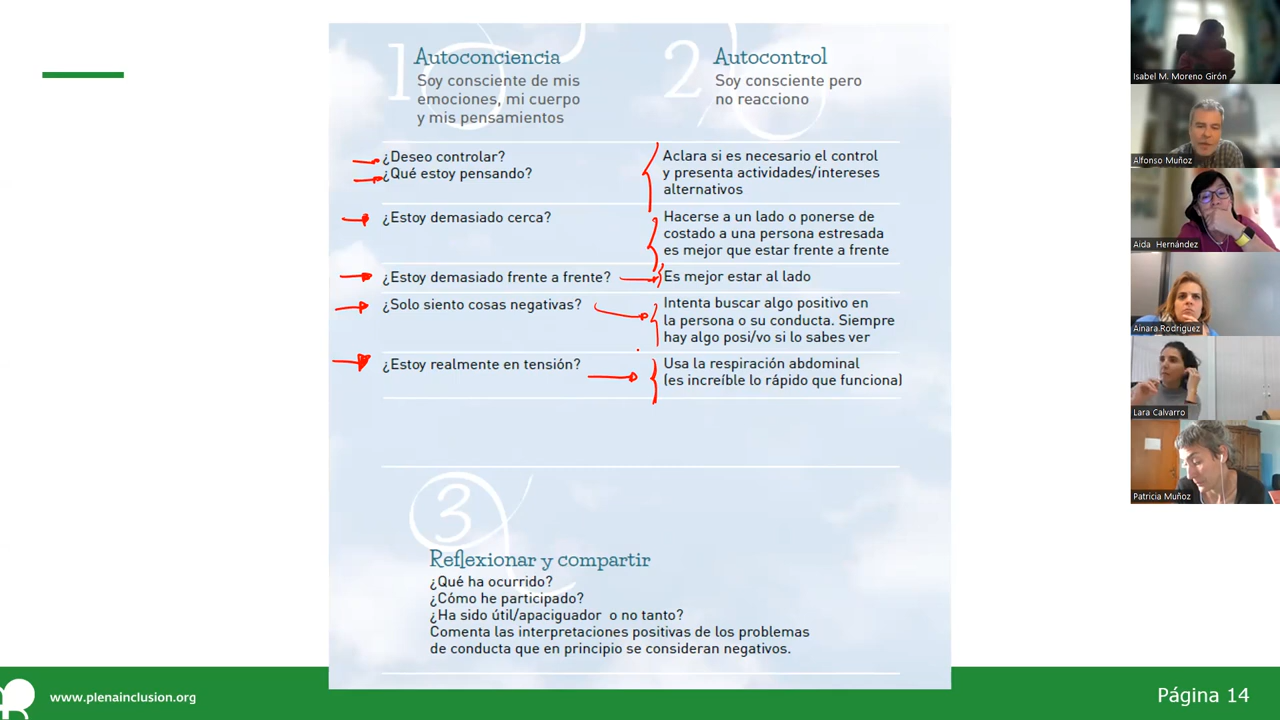 1 Autoconciencia
Soy consciente de mis
emociones, mi cuerpo
y mis pensamientos
2 Autocontrol
Soy consciente pero
no reacciono
¿Deseo controlar?
¿Qué estoy pensando?
Aclara si es necesario el control
y presenta actividades/intereses
alternativos
¿Estoy demasiado cerca?
Hacerse a un lado o ponerse de
costado a una persona estresada
es mejor que estar frente a frente
¿Estoy demasiado frente a frente?
Es mejor estar al lado
¿Solo siento cosas negativas?
Intenta buscar algo positivo en
la persona o su conducta. Siempre
hay algo posi/vo si lo sabes ver
¿Estoy realmente en tensión?
Usa la respiración abdominal
(es increíble lo rápido que funciona)
3
Reflexionar y compartir
¿Qué ha ocurrido?
¿Cómo he participado?
¿Ha sido útil/apaciguador o no tanto?
Comenta las interpretaciones positivas de los problemas
de conducta que en principio se consideran negativos.
www.plenainclusion.org
Página 14
Isabel M. Moreno Girón
Alfonso Muñoz
Aida Hernández
Ainara.Rodriguez
Lara Calvarro
Patricia Muñoz